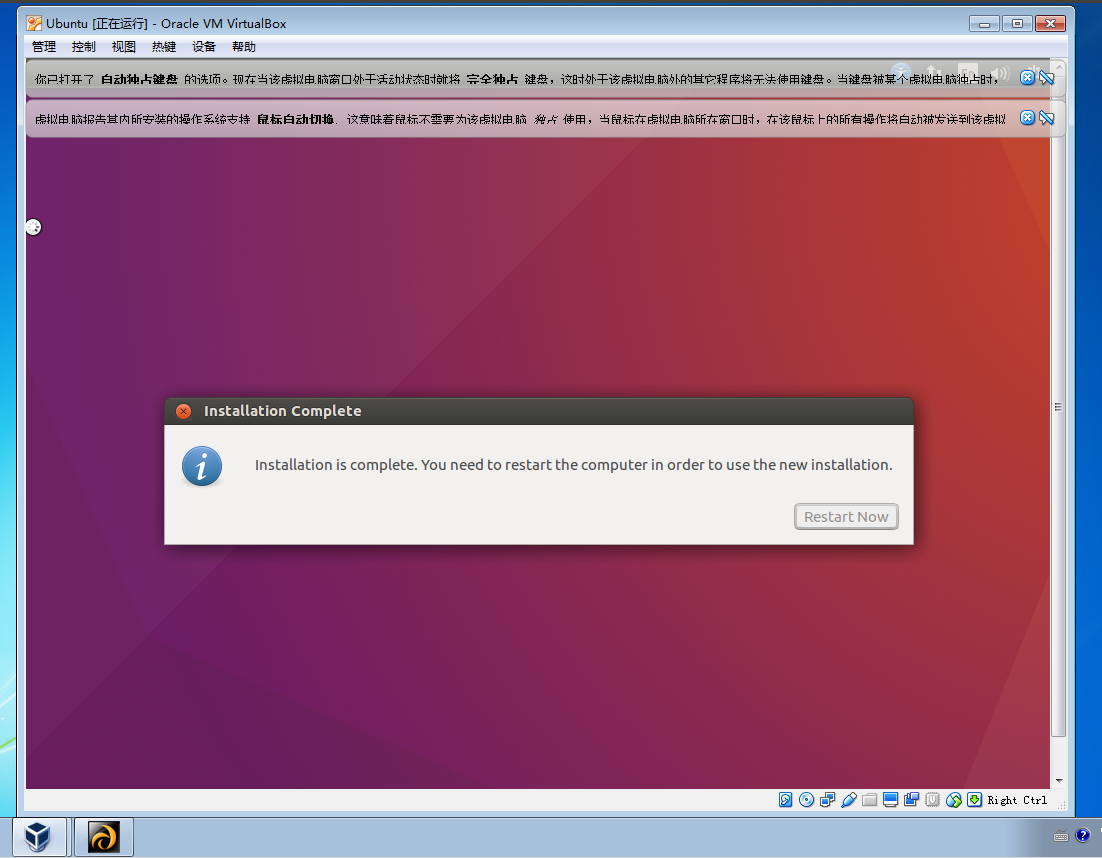 Ubuntu [正在运行] - Oracle VM VirtualBox
管理 控制 视图 热键 设备 帮助
你已打开了 自动独占键盘 的选项。现在当该虚拟电脑窗口处于活动状态时就将 完全独占 键盘，这时处于该虚拟电脑外的其它程序将无法使用键盘。当键盘被某个虚拟电脑独占时，
虚拟电脑报告其内所安装的操作系统支持 鼠标自动切换. 这意味着鼠标不需要为该虚拟电脑 独占 使用，当鼠标在虚拟电脑所在窗口时，在该鼠标上的所有操作将自动被发送到该虚拟
Installation Complete
Installation is complete. You need to restart the computer in order to use the new installation.
Restart Now
Right Ctrl